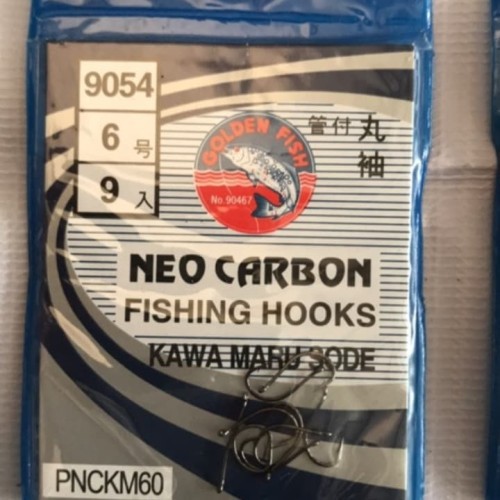 9054
6号
9入
GOLDEN FISH
No. 90467
管付 丸袖
NEO CARBON
FISHING HOOKS
KAWA MARU SODE
PNCKM60